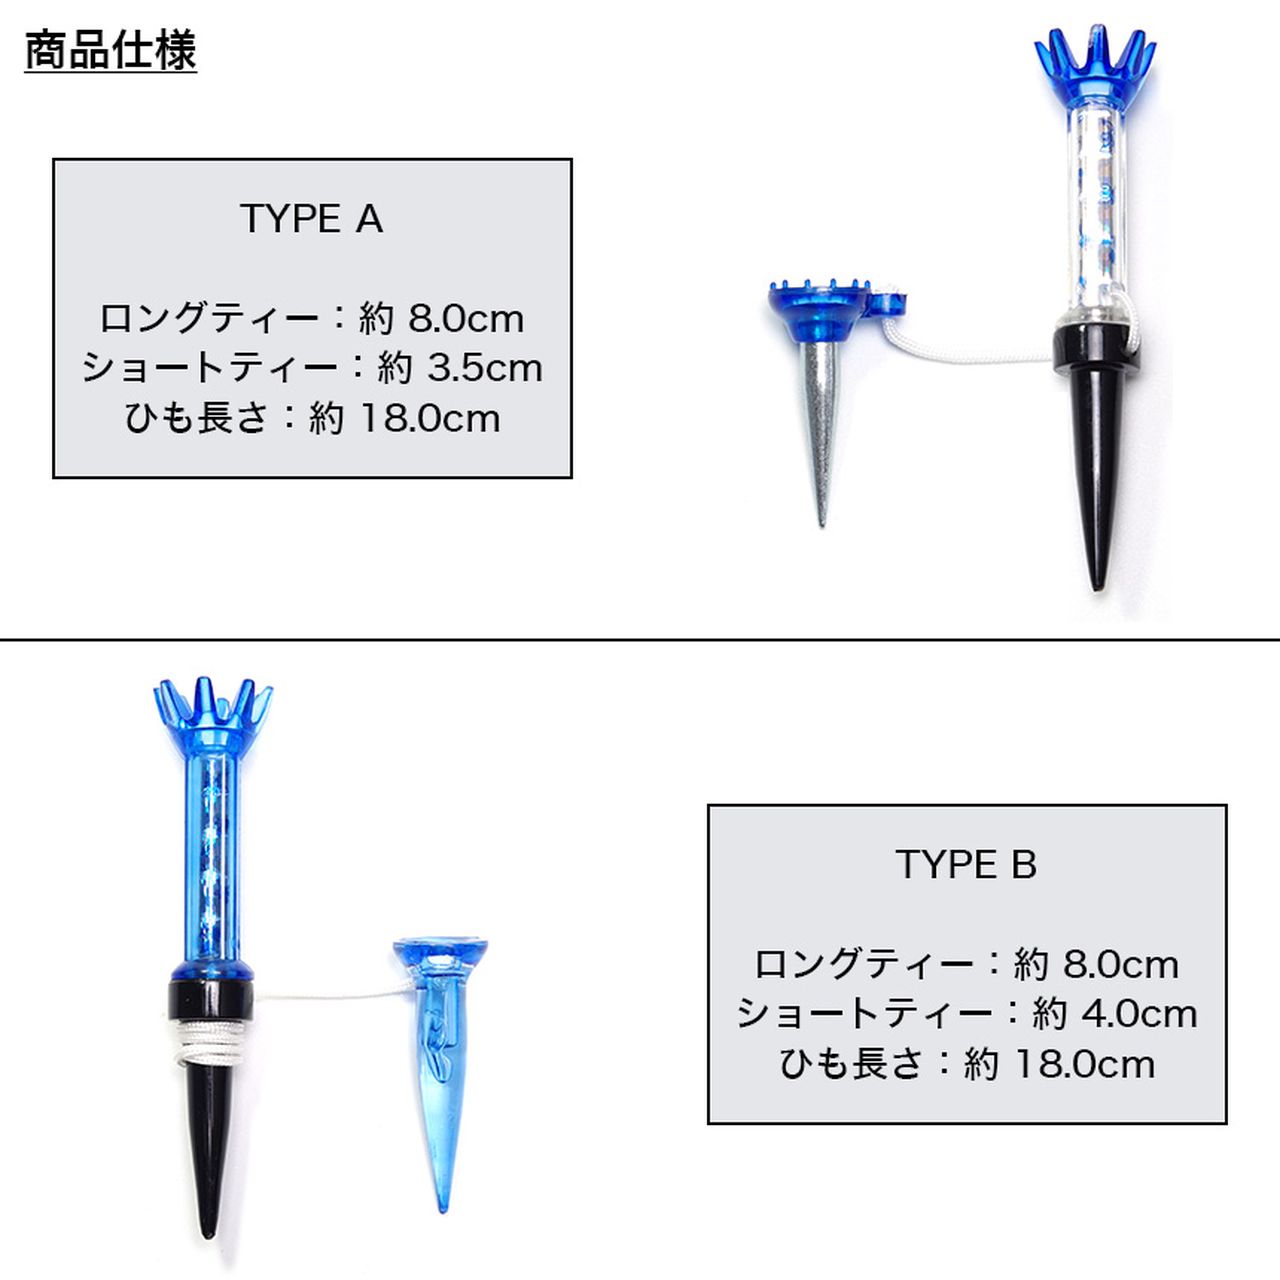 商品仕様
TYPE A
ロングティー：約 8.0cm
ショートティー：約 3.5cm
ひも長さ：約 18.0cm
TYPE B
ロングティー：約 8.0cm
ショートティー：約 4.0cm
ひも長さ：約 18.0cm